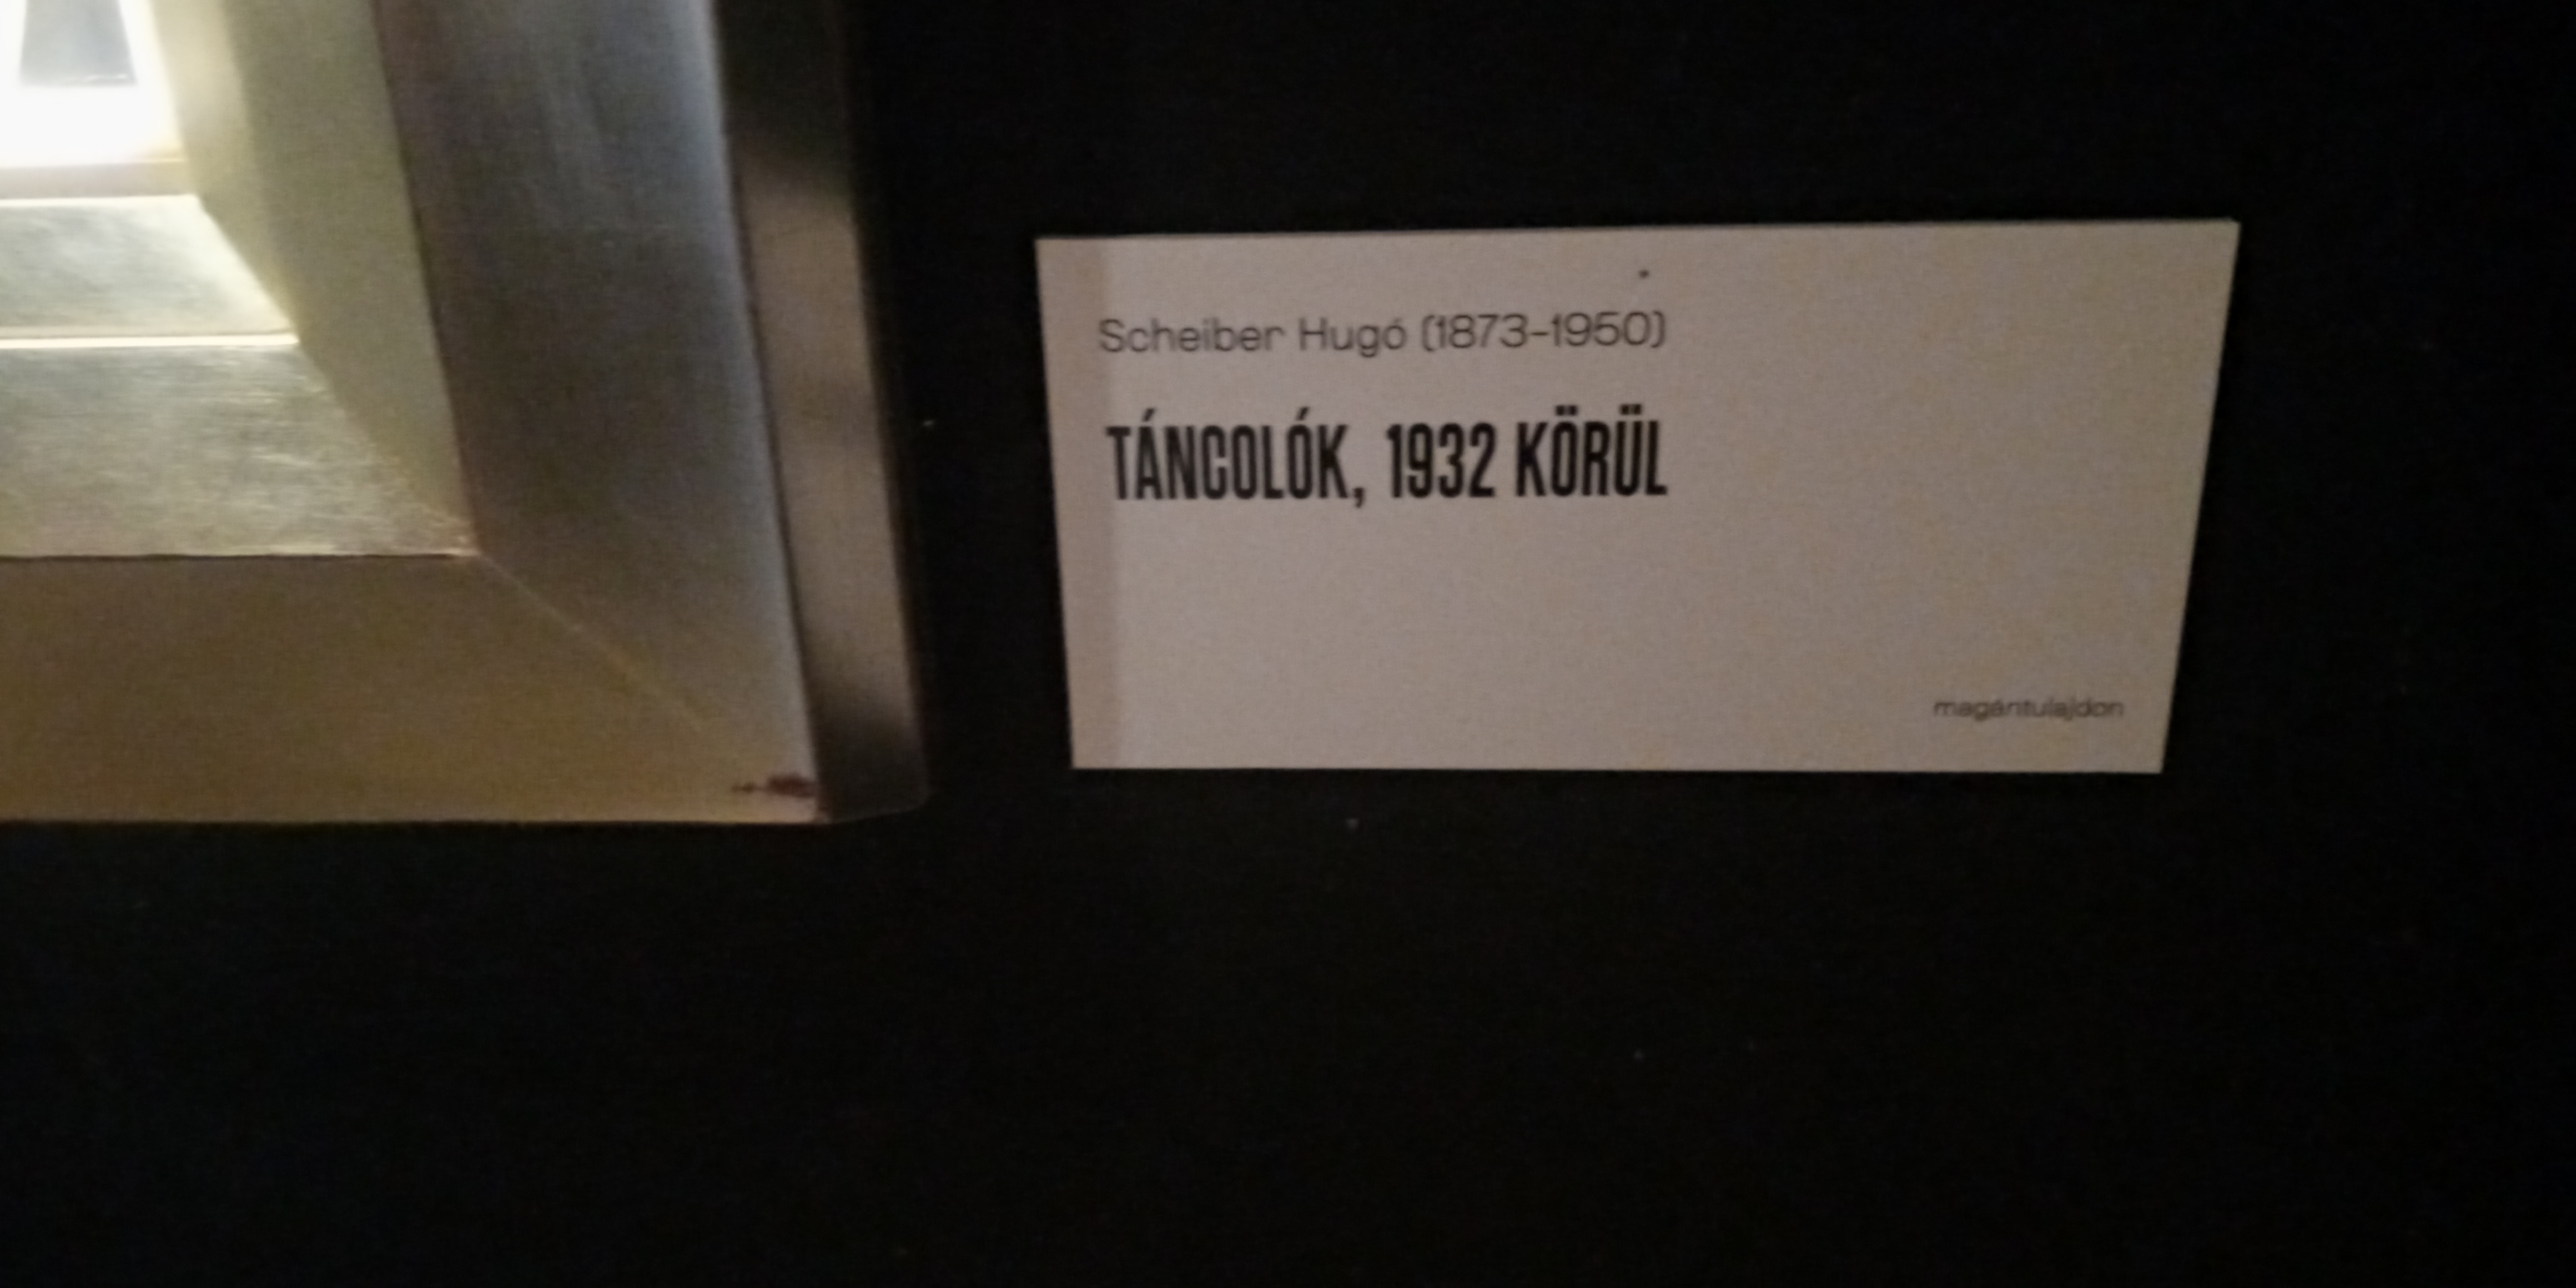 Scheiber Hugó (1873-1950)
TÁNCOLÓK, 1932 KÖRÜL
magántulajdon